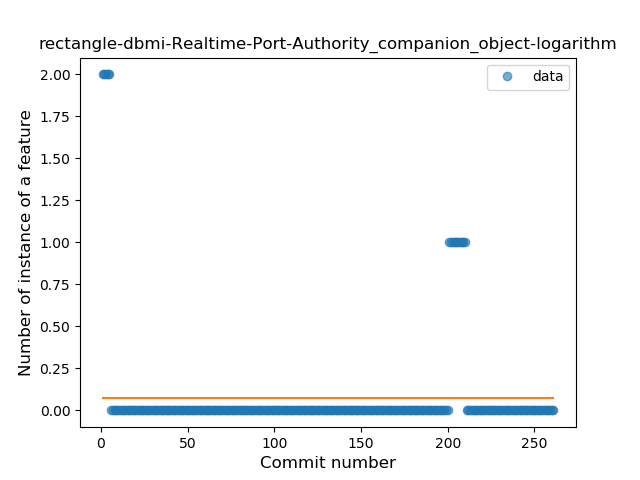 rectangle-dbmi-Realtime-Port-Authority_companion_object-logarithm
data
Number of instance of a feature
2.00
1.75
1.50
1.25
1.00
0.75
0.50
0.25
0.00
0 50 100 150 200 250
Commit number